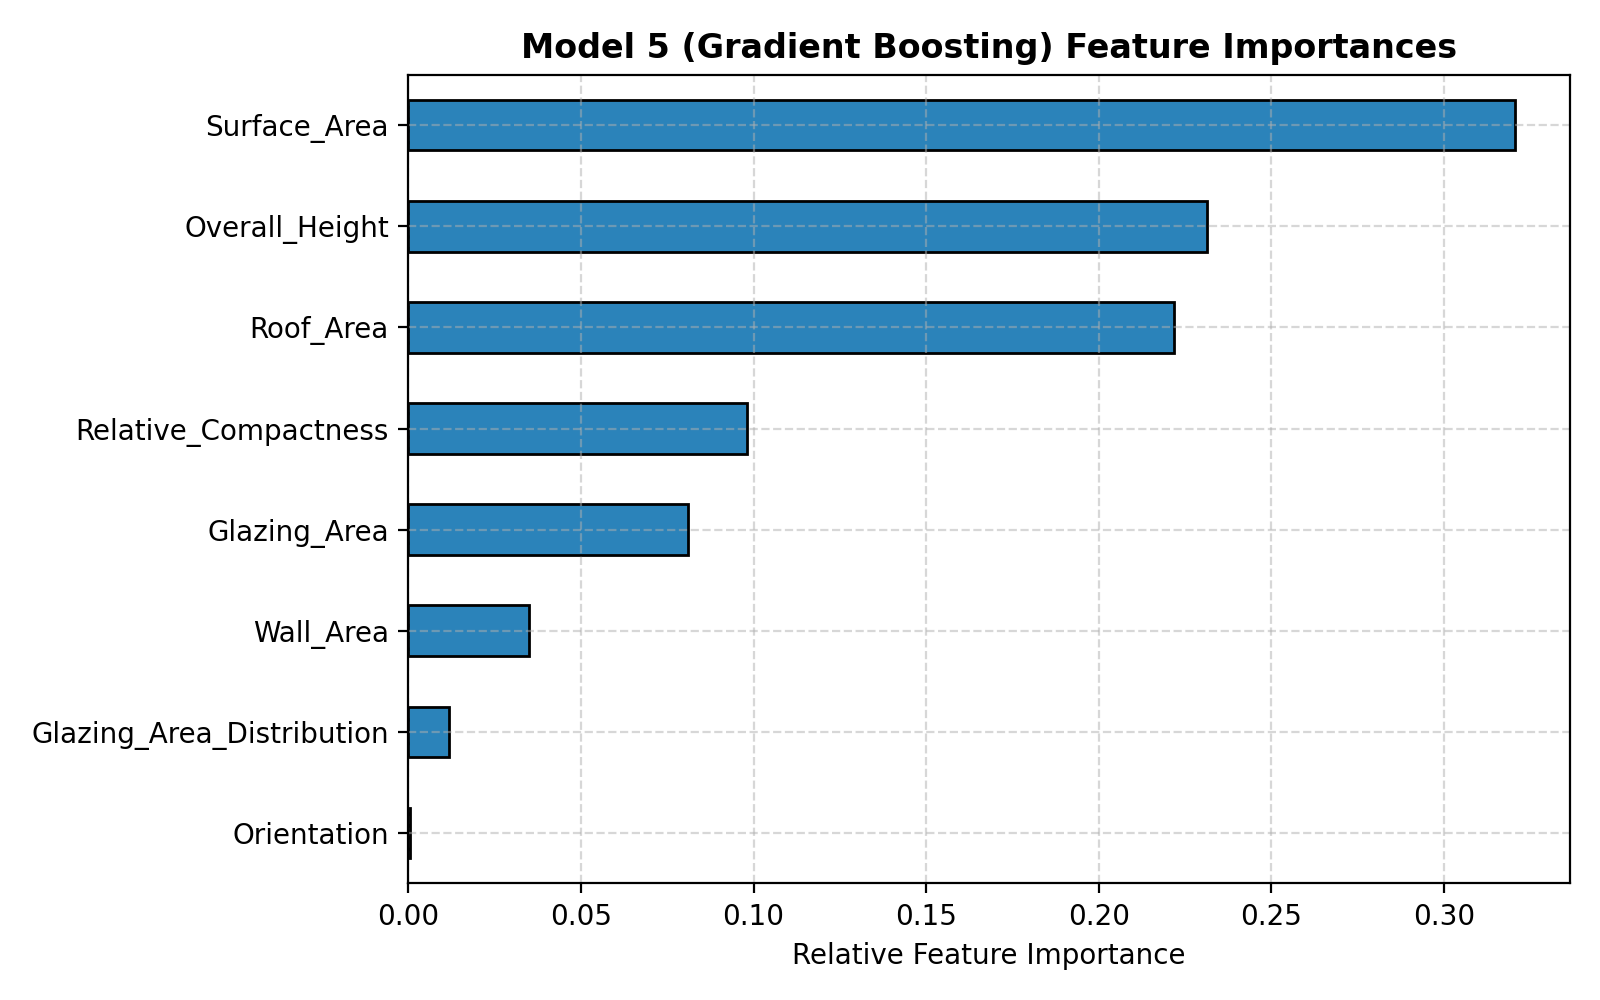 Model 5 (Gradient Boosting) Feature Importances
Surface_Area
Overall_Height
Roof_Area
Relative_Compactness
Glazing_Area
Wall_Area
Glazing_Area_Distribution
Orientation
0.00 0.05 0.10 0.15 0.20 0.25 0.30
Relative Feature Importance